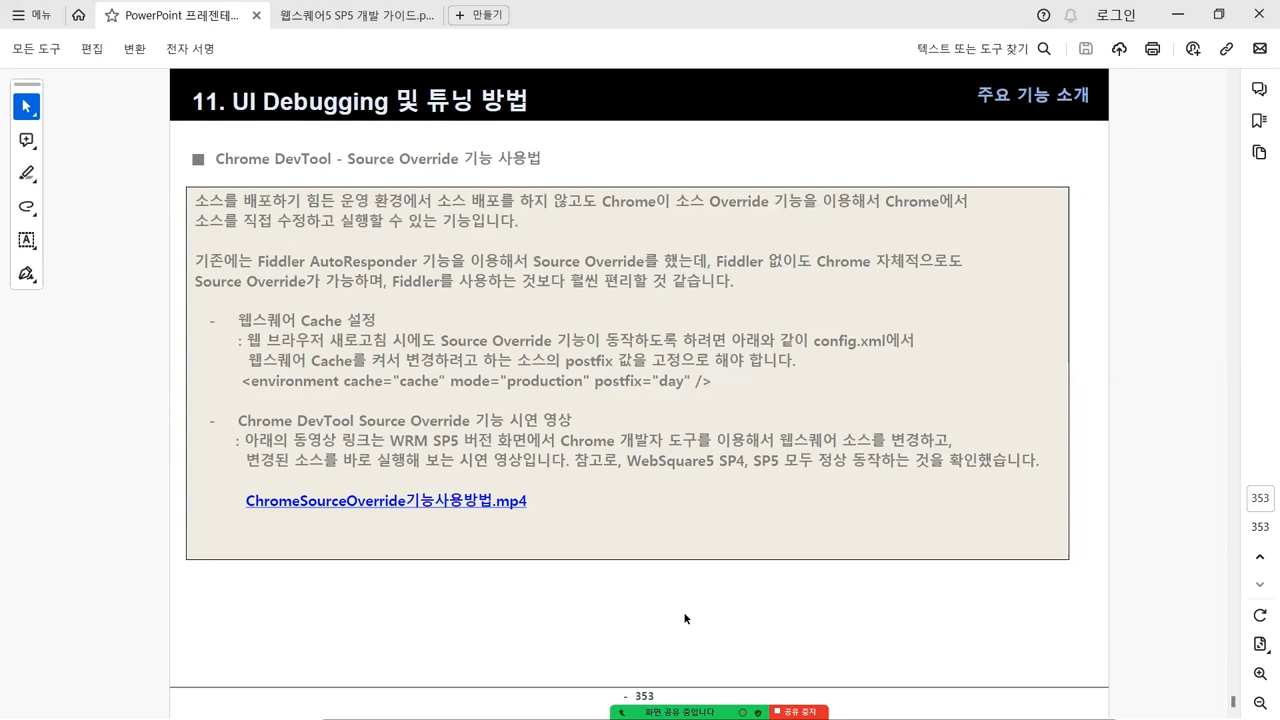 메뉴
PowerPoint 프레젠테...
웹스퀘어5 SP5 개발 가이드.p...
만들기
로그인
모든 도구
편집
변환
전자 서명
텍스트 또는 도구 찾기
11. UI Debugging 및 튜닝 방법
주요 기능 소개
Chrome DevTool - Source Override 기능 사용법
소스를 배포하기 힘든 운영 환경에서 소스 배포를 하지 않고도 Chrome이 소스 Override 기능을 이용해서 Chrome에서
소스를 직접 수정하고 실행할 수 있는 기능입니다.
기존에는 Fiddler AutoResponder 기능을 이용해서 Source Override를 했는데, Fiddler 없이도 Chrome 자체적으로도
Source Override가 가능하며, Fiddler를 사용하는 것보다 훨씬 편리할 것 같습니다.
- 웹스퀘어 Cache 설정
: 웹 브라우저 새로고침 시에도 Source Override 기능이 동작하도록 하려면 아래와 같이 config.xml에서
웹스퀘어 Cache를 켜서 변경하려고 하는 소스의 postfix 값을 고정으로 해야 합니다.
<environment cache="cache" mode="production" postfix="day" />
- Chrome DevTool Source Override 기능 시연 영상
: 아래의 동영상 링크는 WRM SP5 버전 화면에서 Chrome 개발자 도구를 이용해서 웹스퀘어 소스를 변경하고,
변경된 소스를 바로 실행해 보는 시연 영상입니다. 참고로, WebSquare5 SP4, SP5 모두 정상 동작하는 것을 확인했습니다.
ChromeSourceOverride기능사용방법.mp4
353
353
- 353
화면 공유 중입니다
공유 중지